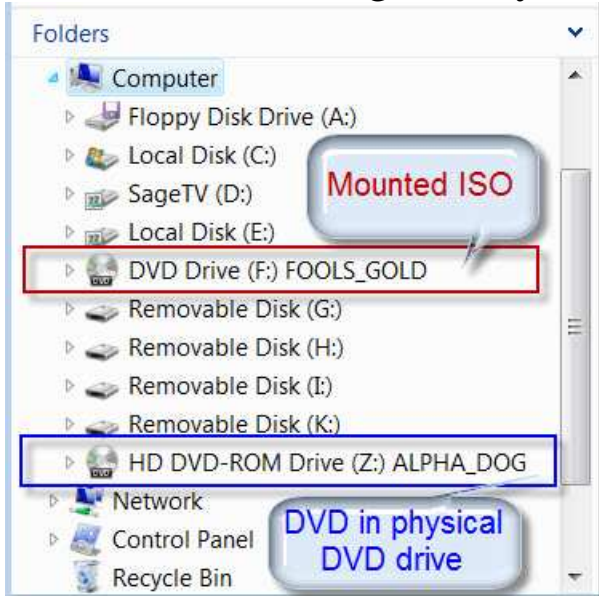 Folders
Computer
Floppy Disk Drive (A:)
Local Disk (C:)
Mounted ISO
SageTV (D:)
Local Disk (E:)
DVD Drive (F:) FOOLS_GOLD
Removable Disk (G:)
Removable Disk (H:)
Removable Disk (I:)
Removable Disk (K:)
HD DVD-ROM Drive (Z:) ALPHA_DOG
Network
DVD in physical
DVD drive
Control Panel
Recycle Bin